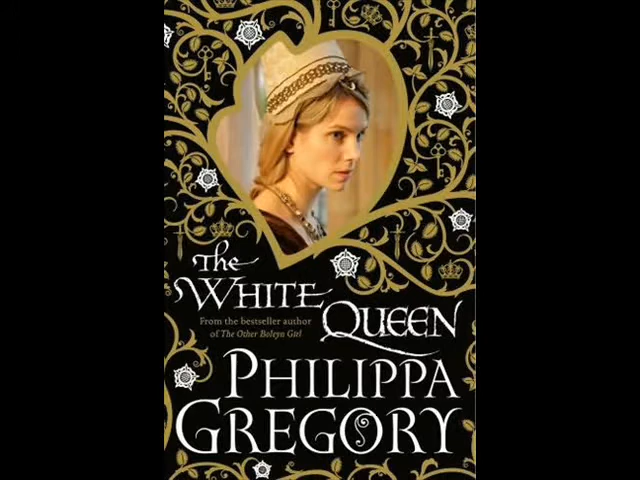 The
WHITE
QUEEN
From the bestseller author
of The Other Boleyn Girl
PHILIPPA
GREGORY